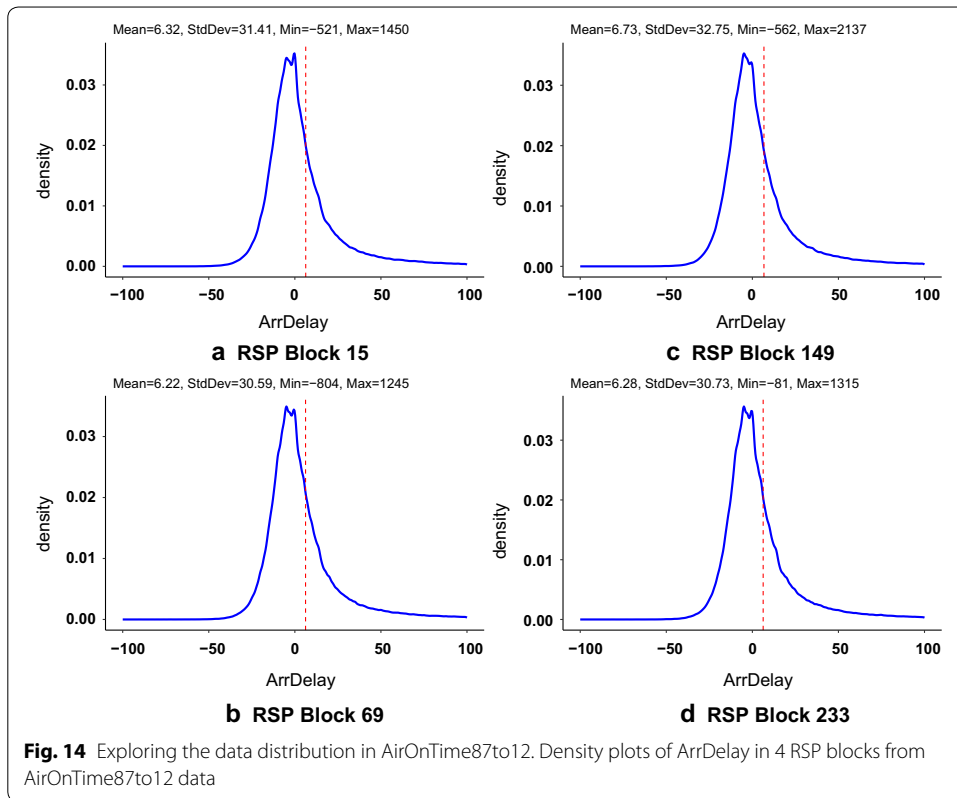 Mean=6.32, StdDev=31.41, Min=−521, Max=1450
density
0.03
0.02
0.01
0.00
−100 −50 0 50 100
ArrDelay
a RSP Block 15
Mean=6.73, StdDev=32.75, Min=−562, Max=2137
density
0.03
0.02
0.01
0.00
−100 −50 0 50 100
ArrDelay
c RSP Block 149
Mean=6.22, StdDev=30.59, Min=−804, Max=1245
density
0.03
0.02
0.01
0.00
−100 −50 0 50 100
ArrDelay
b RSP Block 69
Mean=6.28, StdDev=30.73, Min=−81, Max=1315
density
0.03
0.02
0.01
0.00
−100 −50 0 50 100
ArrDelay
d RSP Block 233
Fig. 14 Exploring the data distribution in AirOnTime87to12. Density plots of ArrDelay in 4 RSP blocks from
AirOnTime87to12 data